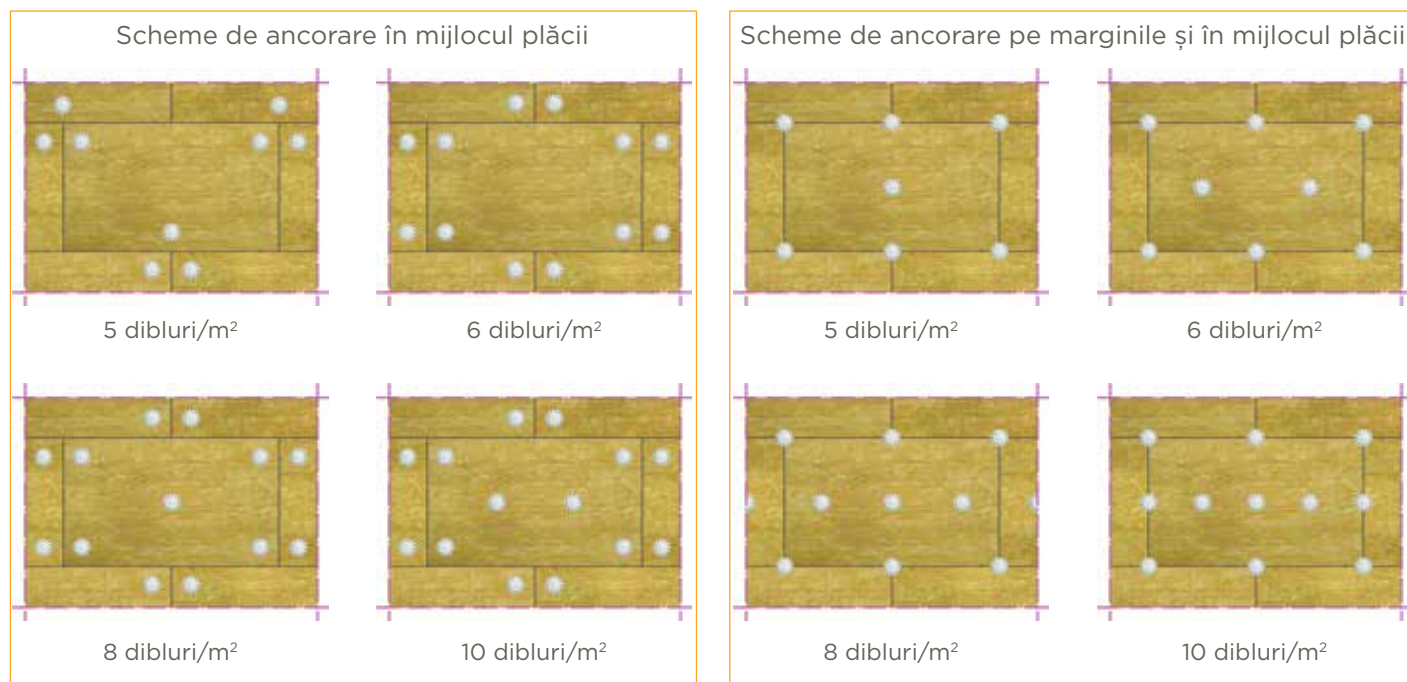 Scheme de ancorare în mijlocul plăcii
5 dibluri/m²
6 dibluri/m²
8 dibluri/m²
10 dibluri/m²
Scheme de ancorare pe marginile și în mijlocul plăcii
5 dibluri/m²
6 dibluri/m²
8 dibluri/m²
10 dibluri/m²